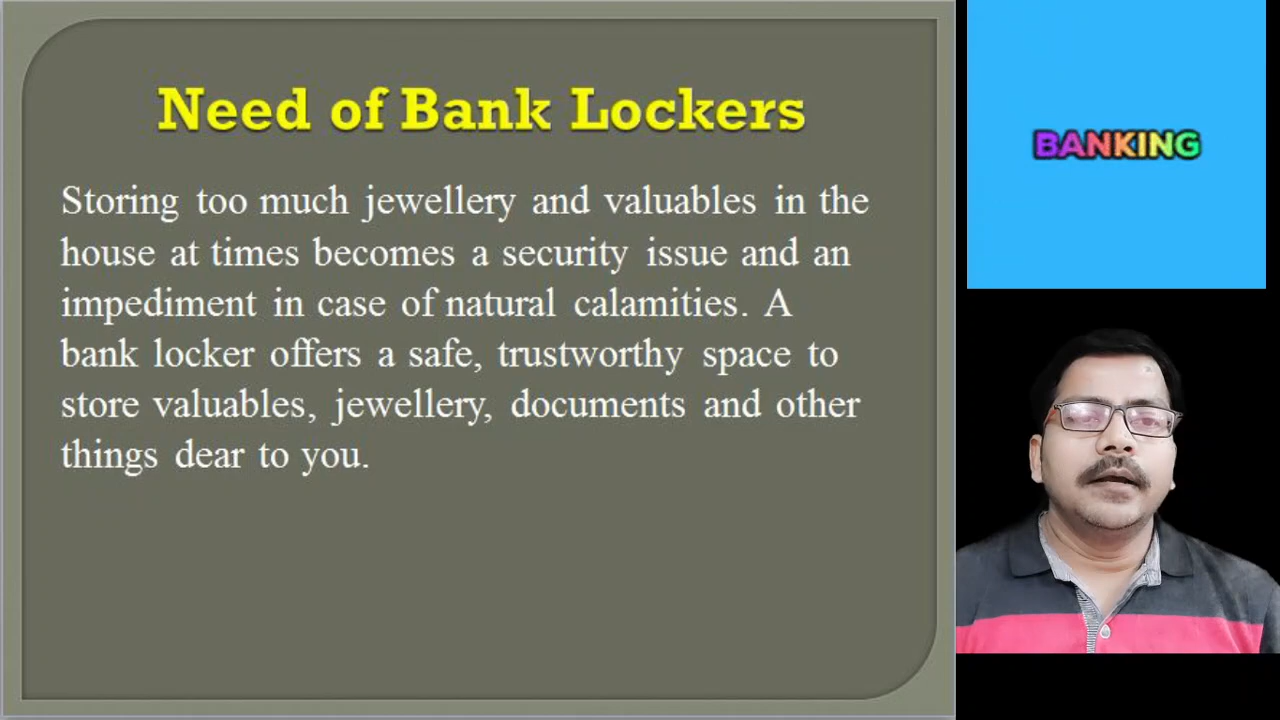 Need of Bank Lockers
Storing too much jewellery and valuables in the
house at times becomes a security issue and an
impediment in case of natural calamities. A
bank locker offers a safe, trustworthy space to
store valuables, jewellery, documents and other
things dear to you.
BANKING